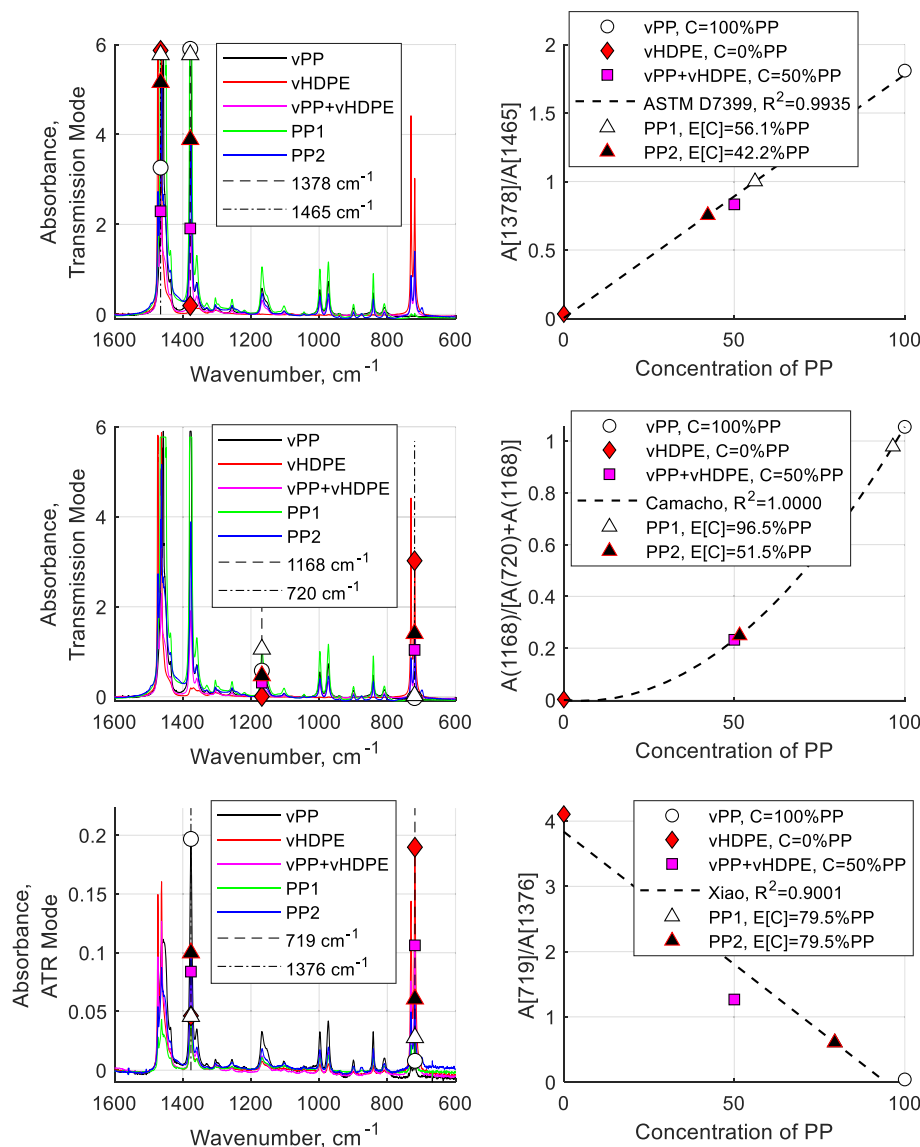 6
4
2
0
1600 1400 1200 1000 800 600
Absorbance,
Transmission Mode
Wavenumber, cm⁻¹
vPP
vHDPE
vPP+vHDPE
PP1
PP2
1378 cm⁻¹
1465 cm⁻¹
2
1.5
1
0.5
0
0 50 100
A[1378]/A[1465]
Concentration of PP
vPP, C=100%PP
vHDPE, C=0%PP
vPP+vHDPE, C=50%PP
ASTM D7399, R²=0.9935
PP1, E[C]=56.1%PP
PP2, E[C]=42.2%PP
6
4
2
0
1600 1400 1200 1000 800 600
Absorbance,
Transmission Mode
Wavenumber, cm⁻¹
vPP
vHDPE
vPP+vHDPE
PP1
PP2
1168 cm⁻¹
720 cm⁻¹
1
0.8
0.6
0.4
0.2
0
0 50 100
A(1168)/[A(720)+A(1168)]
Concentration of PP
vPP, C=100%PP
vHDPE, C=0%PP
vPP+vHDPE, C=50%PP
Camacho, R²=1.0000
PP1, E[C]=96.5%PP
PP2, E[C]=51.5%PP
0.2
0.15
0.1
0.05
0
1600 1400 1200 1000 800 600
Absorbance,
ATR Mode
Wavenumber, cm⁻¹
vPP
vHDPE
vPP+vHDPE
PP1
PP2
719 cm⁻¹
1376 cm⁻¹
4
3
2
1
0
0 50 100
A[719]/A[1376]
Concentration of PP
vPP, C=100%PP
vHDPE, C=0%PP
vPP+vHDPE, C=50%PP
Xiao, R²=0.9001
PP1, E[C]=79.5%PP
PP2, E[C]=79.5%PP